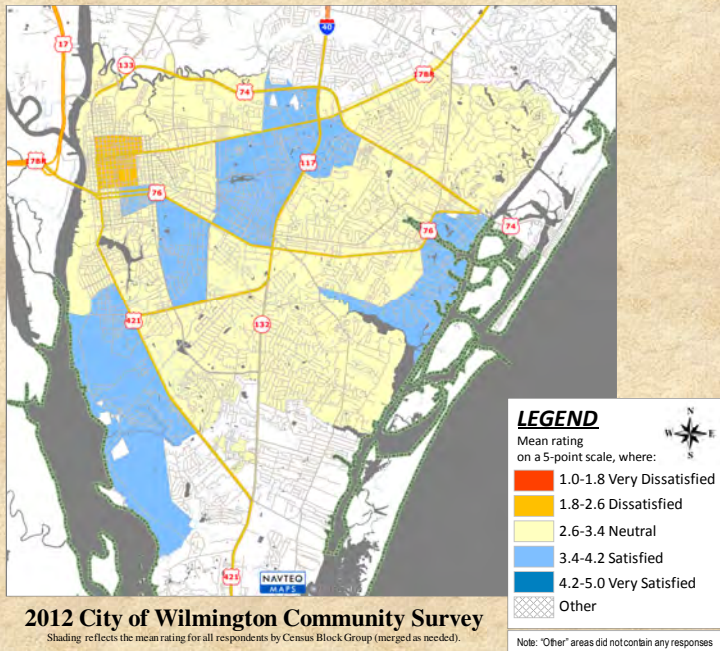 40
17
133
74
17BR
17BR
117
76
76
74
421
132
421
NAVTEQ
MAPS
LEGEND
N
W E
S
Mean rating
on a 5-point scale, where:
1.0-1.8 Very Dissatisfied
1.8-2.6 Dissatisfied
2.6-3.4 Neutral
3.4-4.2 Satisfied
4.2-5.0 Very Satisfied
Other
2012 City of Wilmington Community Survey
Shading reflects the mean rating for all respondents by Census Block Group (merged as needed).
Note: "Other" areas did not contain any responses